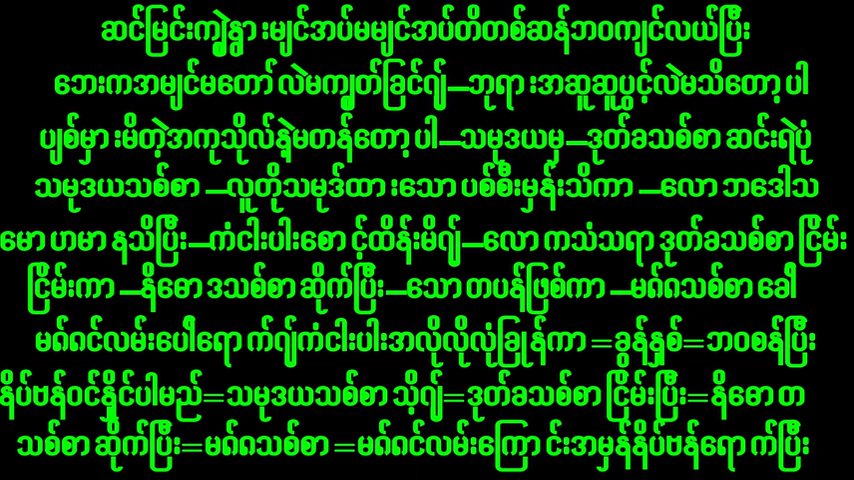 ဆင်မြင်းကျွဲနွား းမျင်အပ်မမျင်အပ်တိတစ်ဆန်ဘဝကျင်လယ်ပြီး
ဘေးကအမျင်မတော် လဲမကျွတ်ခြင်ဂျ်–ဘုရာ းအဆူဆူပွင့်လဲမသိတော့ ပါ
ပျစ်မှာ းမိတဲ့အကုသိုလ်နဲ့မတန်တော့ ပါ–သမုဒယမှ–ဒုတ်ခသစ်စာ ဆင်းရဲပုံ
သမုဒယသစ်စာ –လူတိုသမုဒ်ထာ းသော ပစ်စီးမှန်းသိကာ –လော ဘဒေါသ
မော ဟမာ နသိပြီး–ကံငါးပါးစော င့်ထိန်းမိဂျ်–လော ကသံသရာ ဒုတ်ခသစ်စာ ငြိမ်း
ငြိမ်းကာ –နိဓော ဒသစ်စာ ဆိုက်ပြီး–သော တပန်ဖြစ်ကာ –မဂ်ဂသစ်စာ ခေါ်
မဂ်ဂင်လမ်းပေါ်ရော က်ဂျ်ကံငါးပါးအလိုလိုလုံခြုန်ကာ =ခွန်နှစ်=ဘဝစန်ပြီး
နိပ်ဗန်ဝင်နှိုင်ပါမည်=သမုဒယသစ်စာ သို့ဂျ်=ဒုတ်ခသစ်စာ ငြိမ်းပြီး=နိဓော တ
သစ်စာ ဆိုက်ပြီး=မဂ်ဂသစ်စာ =မဂ်ဂင်လမ်းကြော င်းအမှန်နိပ်ဗန်ရော က်ပြီး